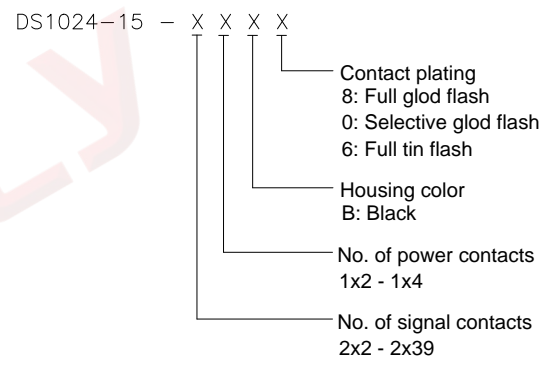 DS1024-15 - X X X X
Contact plating
8: Full glod flash
0: Selective glod flash
6: Full tin flash
Housing color
B: Black
No. of power contacts
1x2 - 1x4
No. of signal contacts
2x2 - 2x39